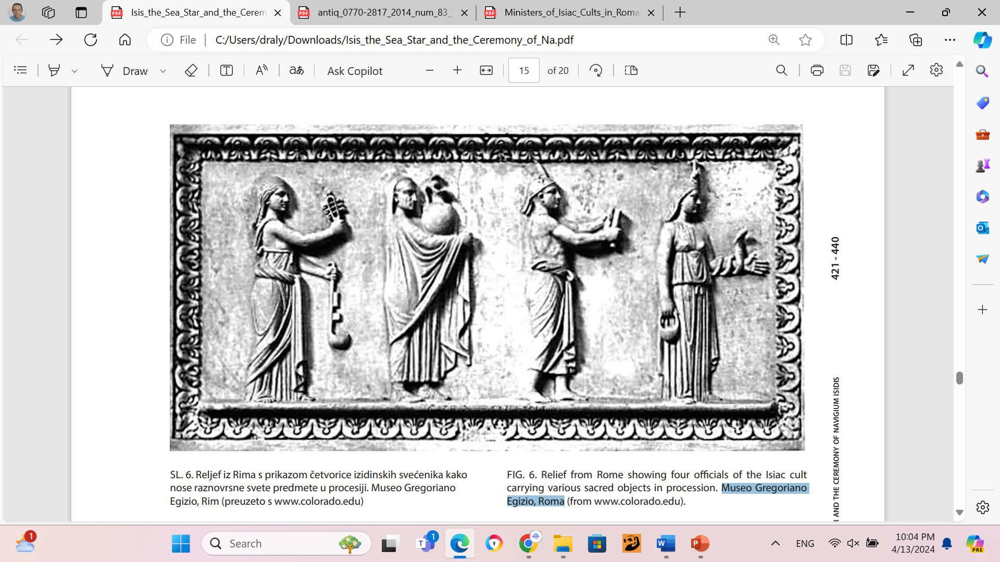 Isis_the_Sea_Star_and_the_Cerem
antiq_0770-2817_2014_num_83_
Ministers_of_Isiac_Cults_in_Roma
File
C:/Users/draly/Downloads/Isis_the_Sea_Star_and_the_Ceremony_of_Na.pdf
Draw
Ask Copilot
15
of 20
421 - 440
R AND THE CEREMONY OF NAVIGIUM ISIDIS
SL. 6. Reljef iz Rima s prikazom četvorice izidinskih svećenika kako
nose raznovrsne svete predmete u procesiji. Museo Gregoriano
Egizio, Rim (preuzeto s www.colorado.edu)
FIG. 6. Relief from Rome showing four officials of the Isiac cult
carrying various sacred objects in procession. Museo Gregoriano
Egizio, Roma (from www.colorado.edu).
1
Search
1
ENG
10:04 PM
4/13/2024
PRE